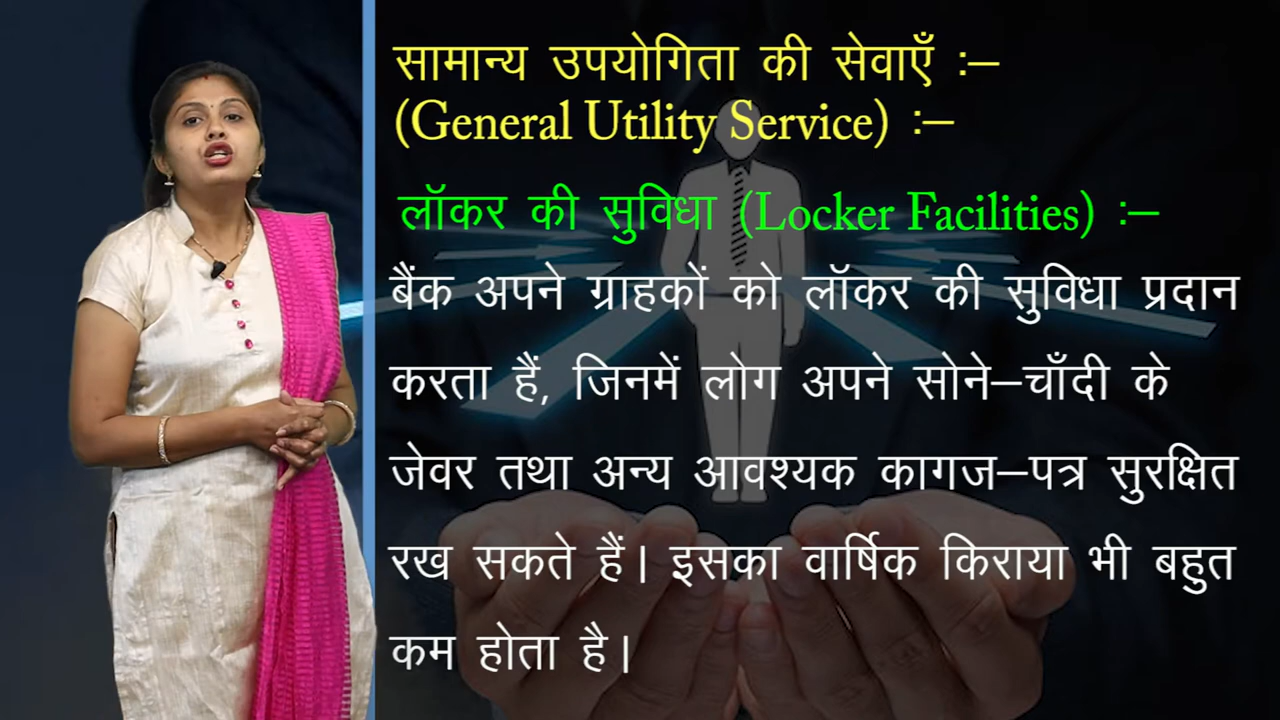 सामान्य उपयोगिता की सेवाएँ :–
(General Utility Service) :–
लॉकर की सुविधा (Locker Facilities) :–
बैंक अपने ग्राहकों को लॉकर की सुविधा प्रदान
करता हैं, जिनमें लोग अपने सोने–चाँदी के
जेवर तथा अन्य आवश्यक कागज–पत्र सुरक्षित
रख सकते हैं। इसका वार्षिक किराया भी बहुत
कम होता है।